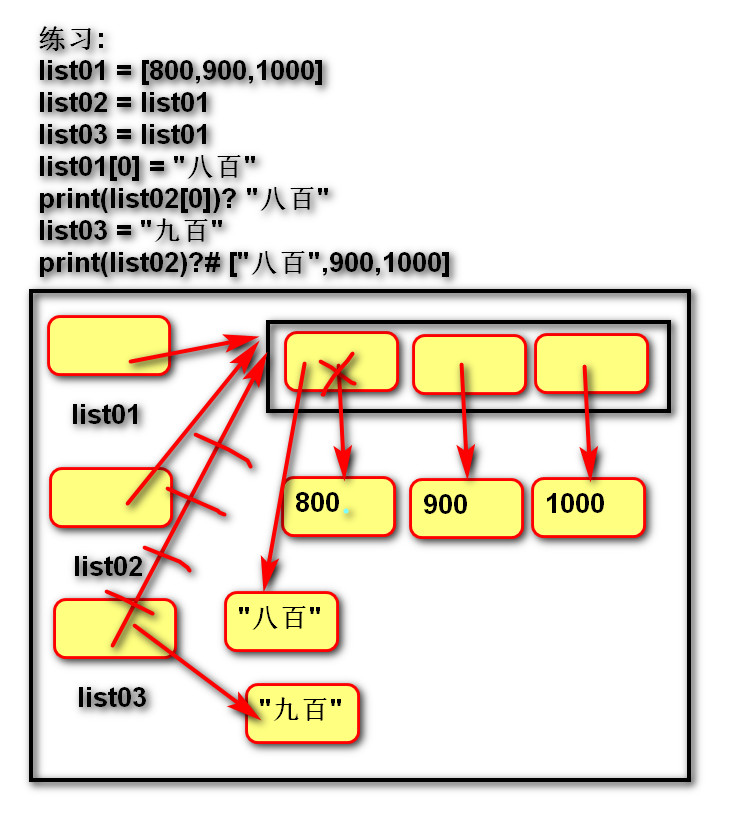 练习:
list01 = [800,900,1000]
list02 = list01
list03 = list01
list01[0] = "八百"
print(list02[0])? "八百"
list03 = "九百"
print(list02)?# ["八百",900,1000]
list01
800
900
1000
list02
"八百"
list03
"九百"